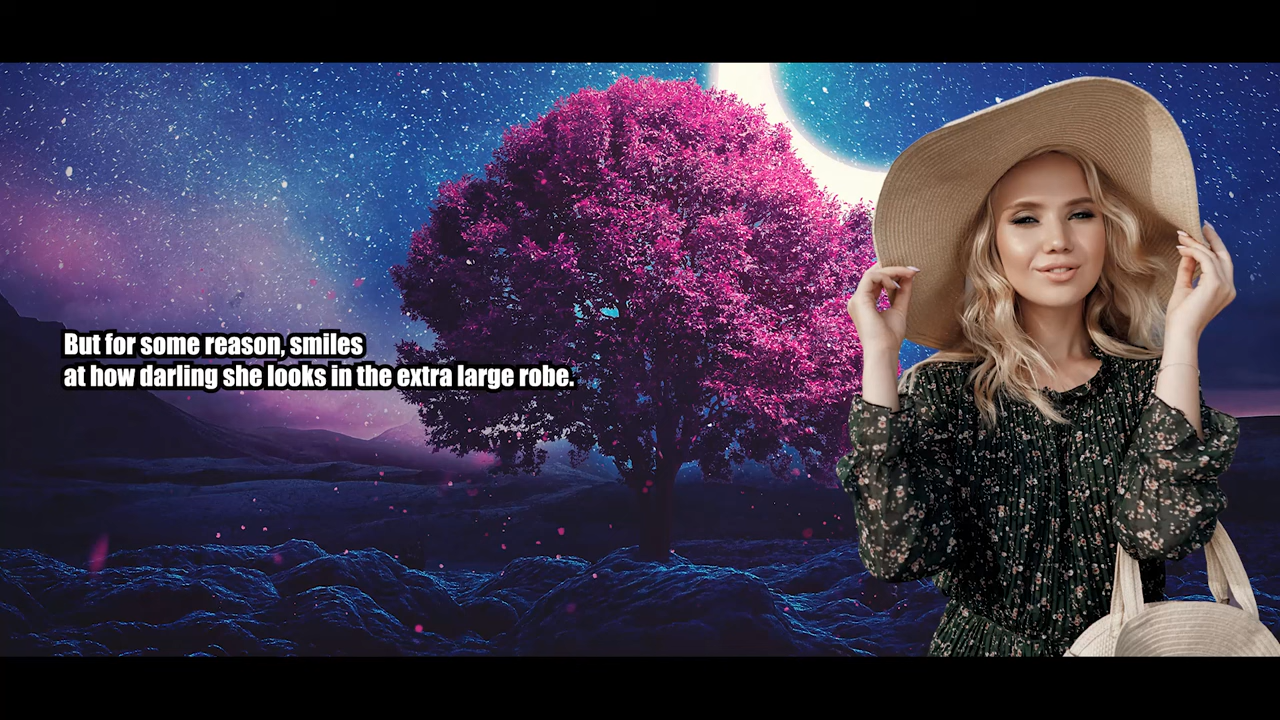 But for some reason, smiles
at how darling she looks in the extra large robe.